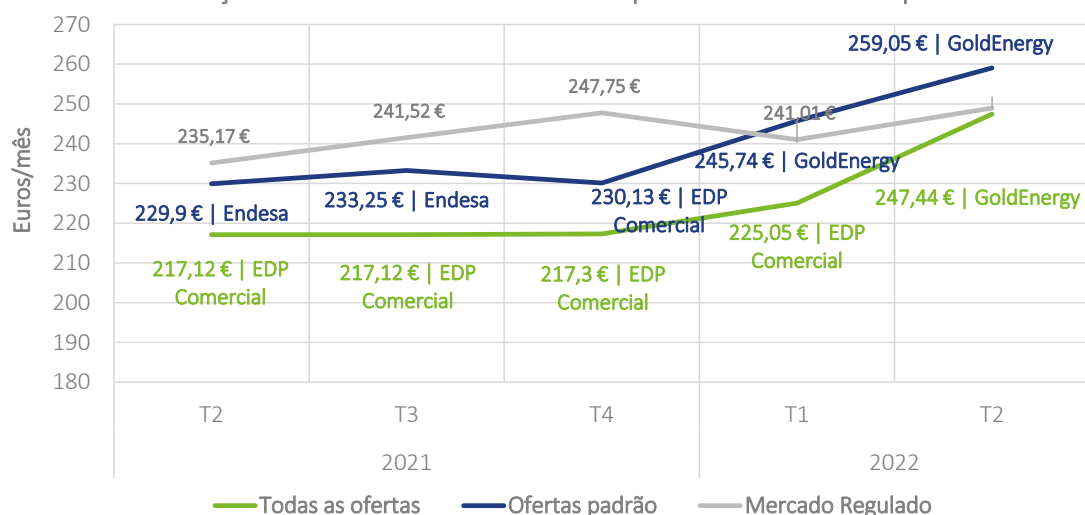 270
260
250
240
230
220
210
200
190
180
Euros/mês
259,05 € | GoldEnergy
247,75 €
241,52 €
241,01 €
235,17 €
245,74 € | GoldEnergy
229,9 € | Endesa
233,25 € | Endesa
230,13 € | EDP
Comercial
247,44 € | GoldEnergy
225,05 € | EDP
Comercial
217,12 € | EDP
Comercial
217,12 € | EDP
Comercial
217,3 € | EDP
Comercial
T2
T3
T4
T1
T2
2021
2022
Todas as ofertas
Ofertas padrão
Mercado Regulado